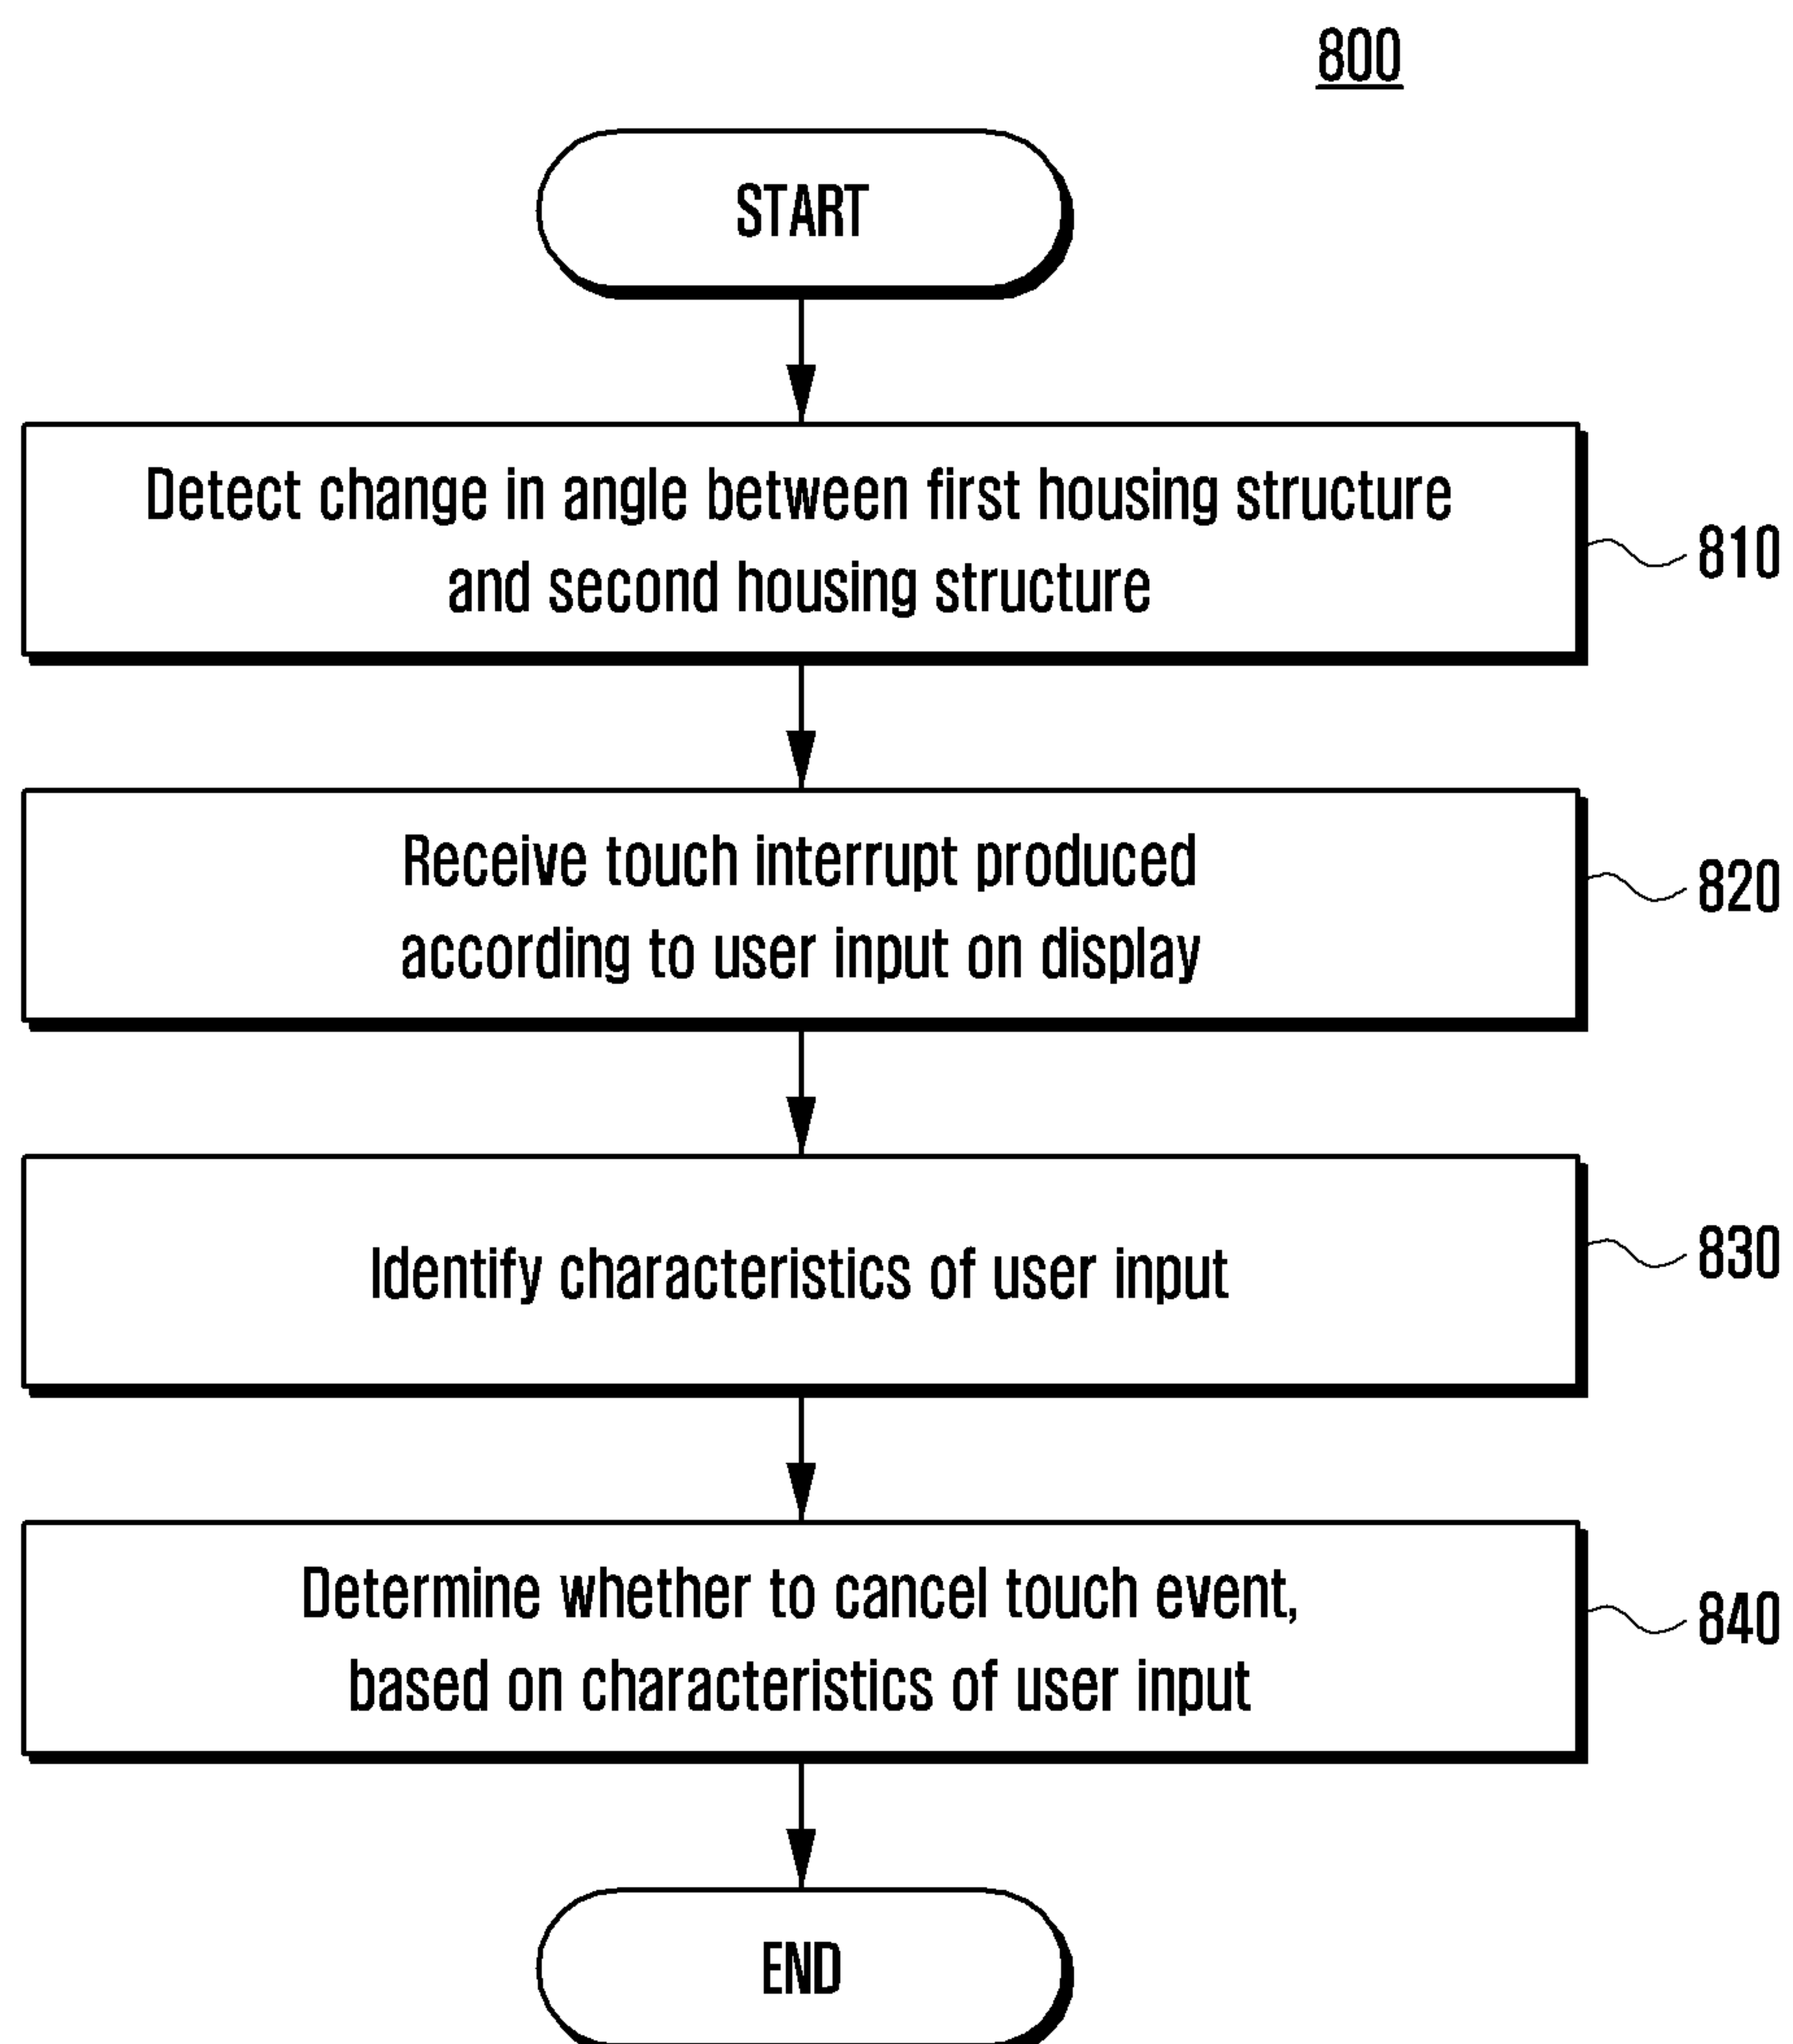 800
START
Detect change in angle between first housing structure
and second housing structure
810
Receive touch interrupt produced
according to user input on display
820
Identify characteristics of user input
830
Determine whether to cancel touch event,
based on characteristics of user input
840
END